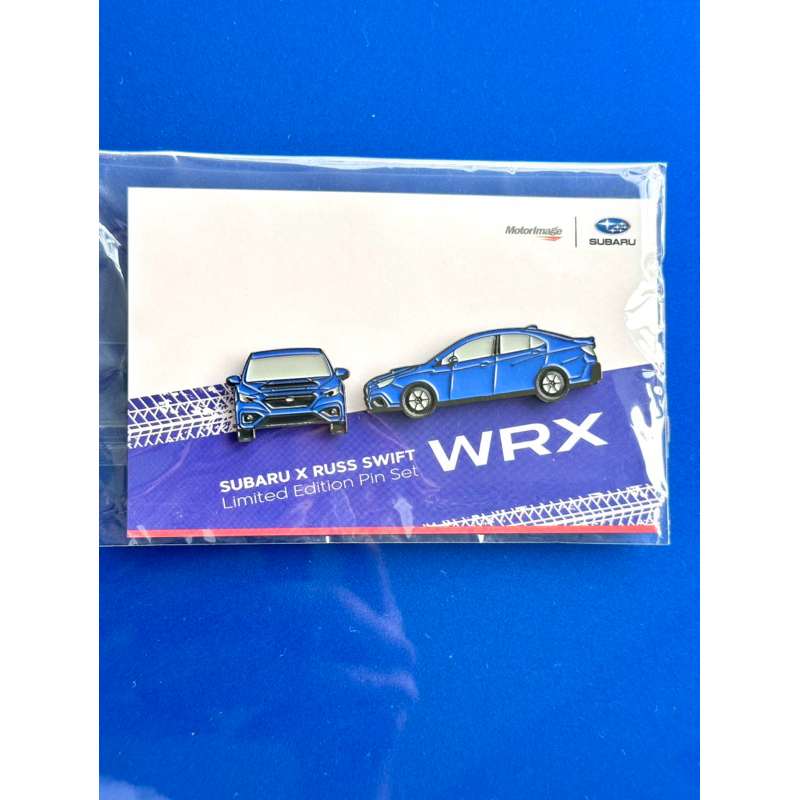 MotorImage
SUBARU
SUBARU X RUSS SWIFT
Limited Edition Pin Set
WRX